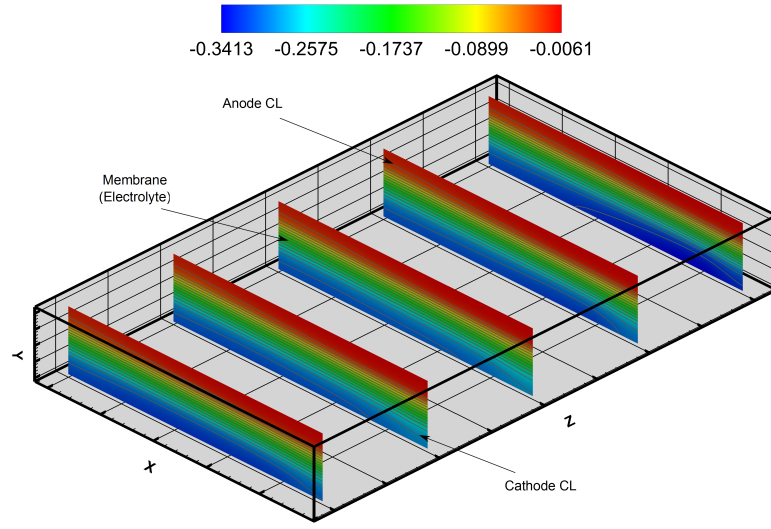 -0.3413 -0.2575 -0.1737 -0.0899 -0.0061
Anode CL
Membrane
(Electrolyte)
Y
Z
X
Cathode CL